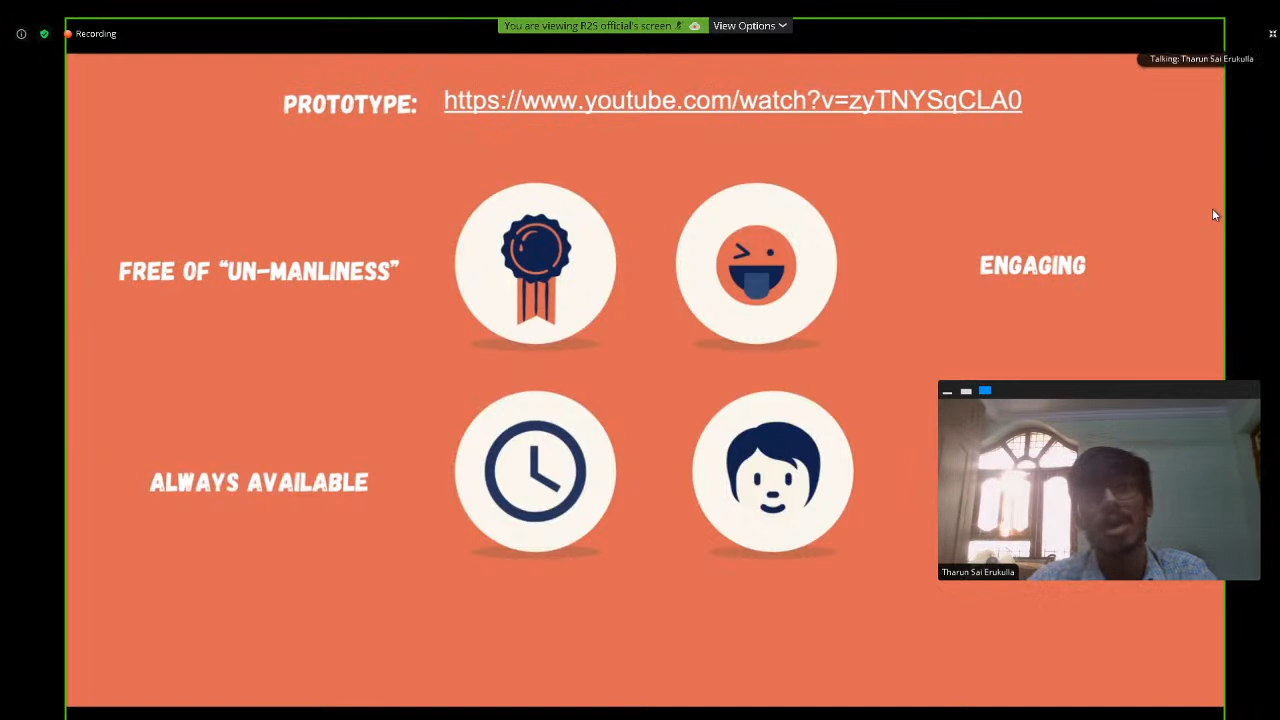 You are viewing R25 official's screen
View Options
Recording
Talking: Tharun Sai Erukulla
PROTOTYPE: https://www.youtube.com/watch?v=zyTNYSqCLA0
FREE OF “UN-MANLINESS”
ENGAGING
ALWAYS AVAILABLE
Tharun Sai Erukulla